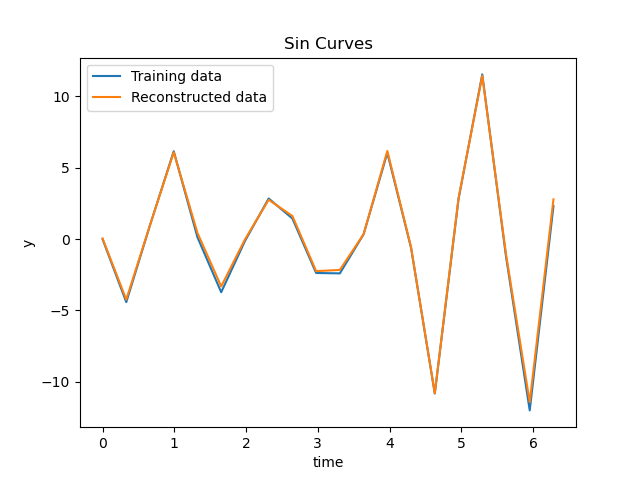 Sin Curves
Training data
Reconstructed data
10
5
0
−5
−10
y
0 1 2 3 4 5 6
time